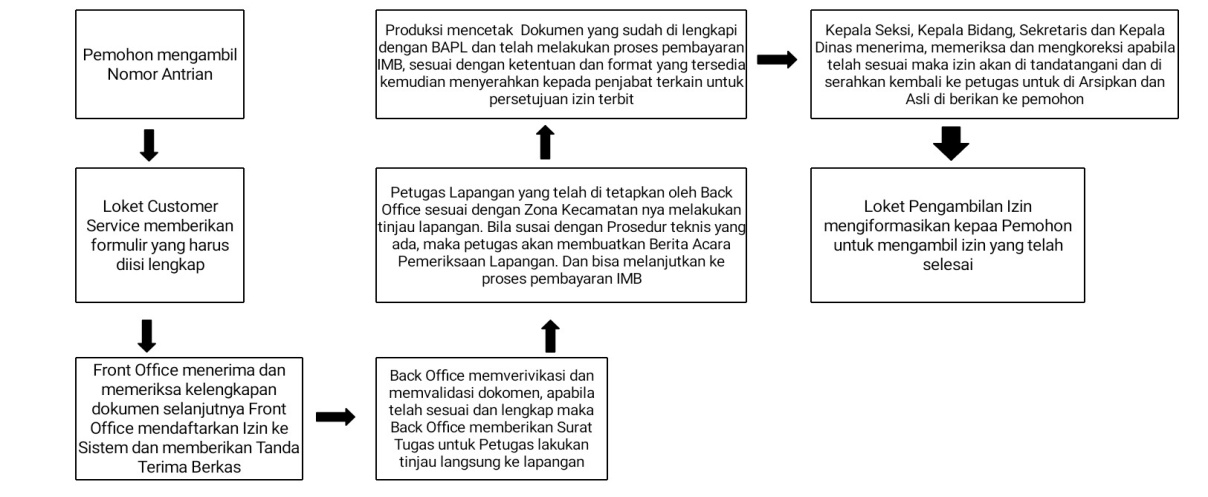 Pemohon mengambil
Nomor Antrian
Loket Customer
Service memberikan
formulir yang harus
diisi lengkap
Front Office menerima dan
memeriksa kelengkapan
dokumen selanjutnya Front
Office mendaftarkan Izin ke
Sistem dan memberikan Tanda
Terima Berkas
Back Office memverivikasi dan
memvalidasi dokomen, apabila
telah sesuai dan lengkap maka
Back Office memberikan Surat
Tugas untuk Petugas lakukan
tinjau langsung ke lapangan
Petugas Lapangan yang telah di tetapkan oleh Back
Office sesuai dengan Zona Kecamatan nya melakukan
tinjau lapangan. Bila susai dengan Prosedur teknis yang
ada, maka petugas akan membuatkan Berita Acara
Pemeriksaan Lapangan. Dan bisa melanjutkan ke
proses pembayaran IMB
Produksi mencetak Dokumen yang sudah di lengkapi
dengan BAPL dan telah melakukan proses pembayaran
IMB, sesuai dengan ketentuan dan format yang tersedia
kemudian menyerahkan kepada penjabat terkain untuk
persetujuan izin terbit
Kepala Seksi, Kepala Bidang, Sekretaris dan Kepala
Dinas menerima, memeriksa dan mengkoreksi apabila
telah sesuai maka izin akan di tandatangani dan di
serahkan kembali ke petugas untuk di Arsipkan dan
Asli di berikan ke pemohon
Loket Pengambilan Izin
mengiformasikan kepaa Pemohon
untuk mengambil izin yang telah
selesai